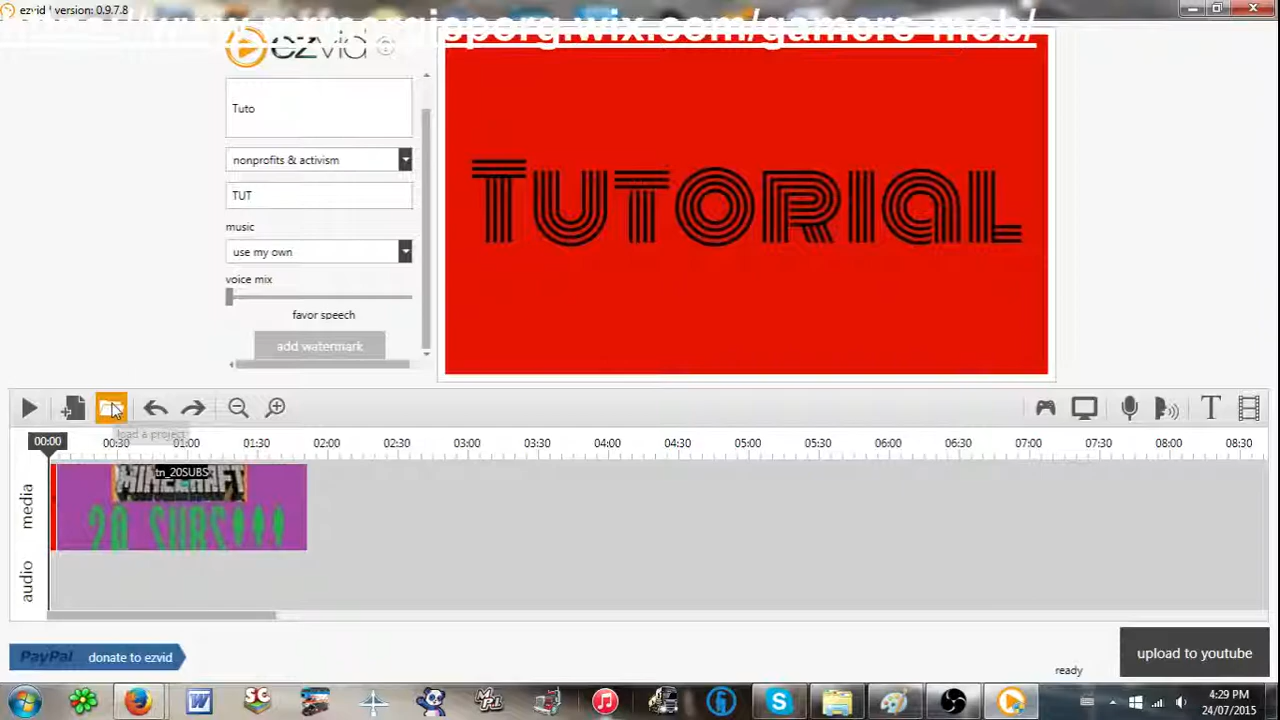 ezvid | version: 0.9.7.8
ezvid
Tuto
nonprofits & activism
TUT
music
use my own
voice mix
favor speech
add watermark
TUTORIAL
load a project
00:00 00:30 01:00 01:30 02:00 02:30 03:00 03:30 04:00 04:30 05:00 05:30 06:00 06:30 07:00 07:30 08:00 08:30
media
tn_20SUBS
MINECRAFT
20 SUBS!!!
audio
PayPal donate to ezvid
upload to youtube
ready
4:29 PM
24/07/2015